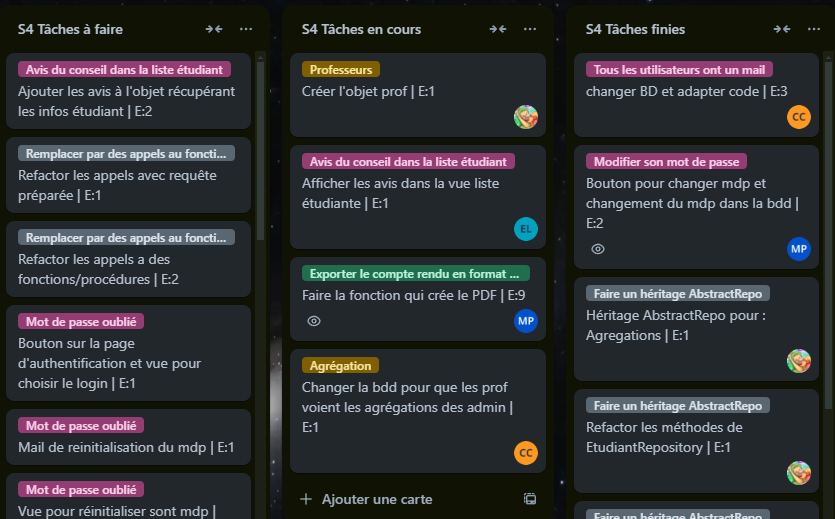 S4 Tâches à faire
Avis du conseil dans la liste étudiant
Ajouter les avis à l'objet récupérant
les infos étudiant | E:2
Remplacer par des appels au foncti...
Refactor les appels avec requête
préparée | E:1
Remplacer par des appels au foncti...
Refactor les appels a des
fonctions/procédures | E:2
Mot de passe oublié
Bouton sur la page
d'authentification et vue pour
choisir le login | E:1
Mot de passe oublié
Mail de reinitialisation du mdp | E:1
Mot de passe oublié
Vue pour réinitialiser sont mdp |
S4 Tâches en cours
Professeurs
Créer l'objet prof | E:1
Avis du conseil dans la liste étudiant
Afficher les avis dans la vue liste
étudiante | E:1
EL
Exporter le compte rendu en format ...
Faire la fonction qui crée le PDF | E:9
MP
Agrégation
Changer la bdd pour que les prof
voient les agrégations des admin |
E:1
CC
Ajouter une carte
S4 Tâches finies
Tous les utilisateurs ont un mail
changer BD et adapter code | E:3
CC
Modifier son mot de passe
Bouton pour changer mdp et
changement du mdp dans la bdd |
E:2
MP
Faire un héritage AbstractRepo
Héritage AbstractRepo pour :
Agregations | E:1
Faire un héritage AbstractRepo
Refactor les méthodes de
EtudiantRepository | E:1
Faire un héritage AbstractRepo